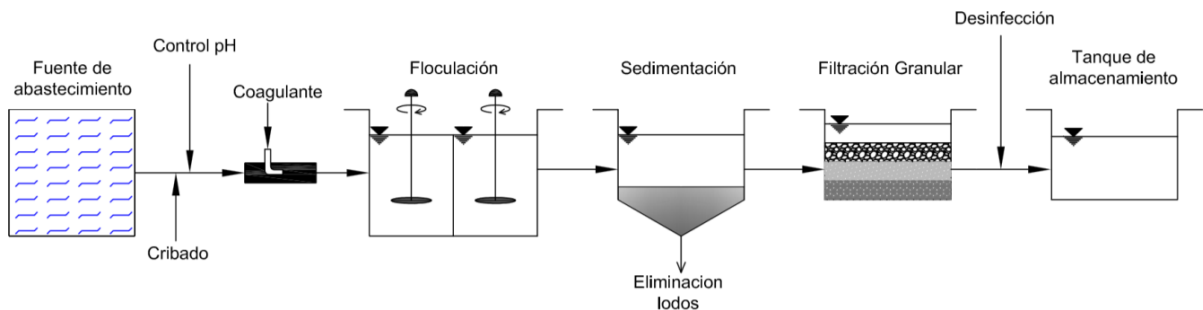 Fuente de
abastecimiento
Control pH
Cribado
Coagulante
Floculación
Sedimentación
Eliminacion
lodos
Filtración Granular
Desinfección
Tanque de
almacenamiento